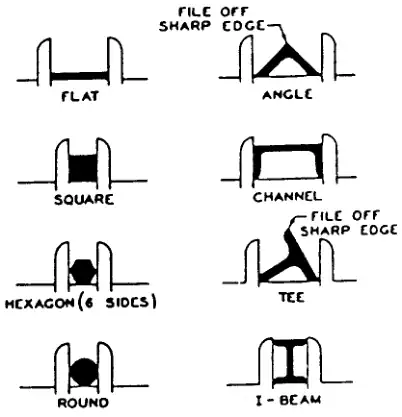 FILE OFF
SHARP EDGE
FLAT
ANGLE
SQUARE
CHANNEL
FILE OFF
SHARP EDGE
HEXAGON (6 SIDES)
TEE
ROUND
I-BEAM